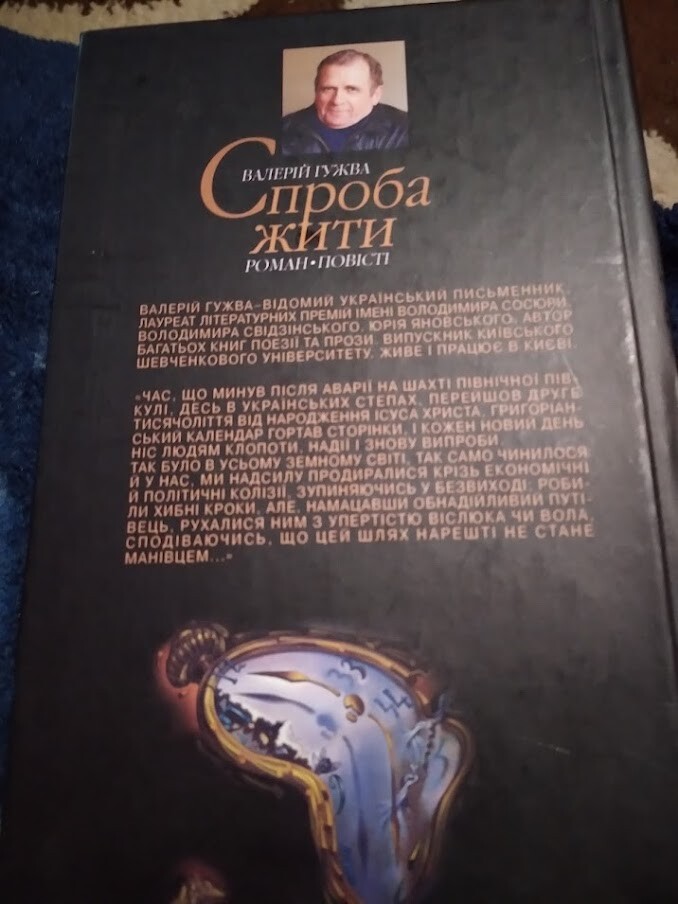 ВАЛЕРІЙ ГУЖВА
Спроба
жити
РОМАН•ПОВІСТІ
ВАЛЕРІЙ ГУЖВА–ВІДОМИЙ УКРАЇНСЬКИЙ ПИСЬМЕННИК,
ЛАУРЕАТ ЛІТЕРАТУРНИХ ПРЕМІЙ ІМЕНІ ВОЛОДИМИРА СОСЮРИ,
ВОЛОДИМИРА СВІДЗІНСЬКОГО, ЮРІЯ ЯНОВСЬКОГО, АВТОР
БАГАТЬОХ КНИГ ПОЕЗІЇ ТА ПРОЗИ. ВИПУСКНИК КИЇВСЬКОГО
ШЕВЧЕНКОВОГО УНІВЕРСИТЕТУ. ЖИВЕ І ПРАЦЮЄ В КИЄВІ.
«ЧАС, ЩО МИНУВ ПІСЛЯ АВАРІЇ НА ШАХТІ ПІВНІЧНОЇ ПІВ-
КУЛІ, ДЕСЬ В УКРАЇНСЬКИХ СТЕПАХ, ПЕРЕЙШОВ ДРУГЕ
ТИСЯЧОЛІТТЯ ВІД НАРОДЖЕННЯ ІСУСА ХРИСТА, ГРИГОРІАН-
СЬКИЙ КАЛЕНДАР ГОРТАВ СТОРІНКИ, І КОЖЕН НОВИЙ ДЕНЬ
НІС ЛЮДЯМ КЛОПОТИ, НАДІЇ І ЗНОВУ ВИПРОБИ.
ТАК БУЛО В УСЬОМУ ЗЕМНОМУ СВІТІ, ТАК САМО ЧИНИЛОСЯ
Й У НАС, МИ НАДСИЛУ ПРОДИРАЛИСЯ КРІЗЬ ЕКОНОМІЧНІ
Й ПОЛІТИЧНІ КОЛІЗІЇ, ЗУПИНЯЮЧИСЬ У БЕЗВИХОДІ, РОБИ-
ЛИ ХИБНІ КРОКИ, АЛЕ, НАМАЦАВШИ ОБНАДІЙЛИВИЙ ПУТІ-
ВЕЦЬ, РУХАЛИСЯ НИМ З УПЕРТІСТЮ ВІСЛЮКА ЧИ ВОЛА,
СПОДІВАЮЧИСЬ, ЩО ЦЕЙ ШЛЯХ НАРЕШТІ НЕ СТАНЕ
МАНІВЦЕМ...»
12
33
44